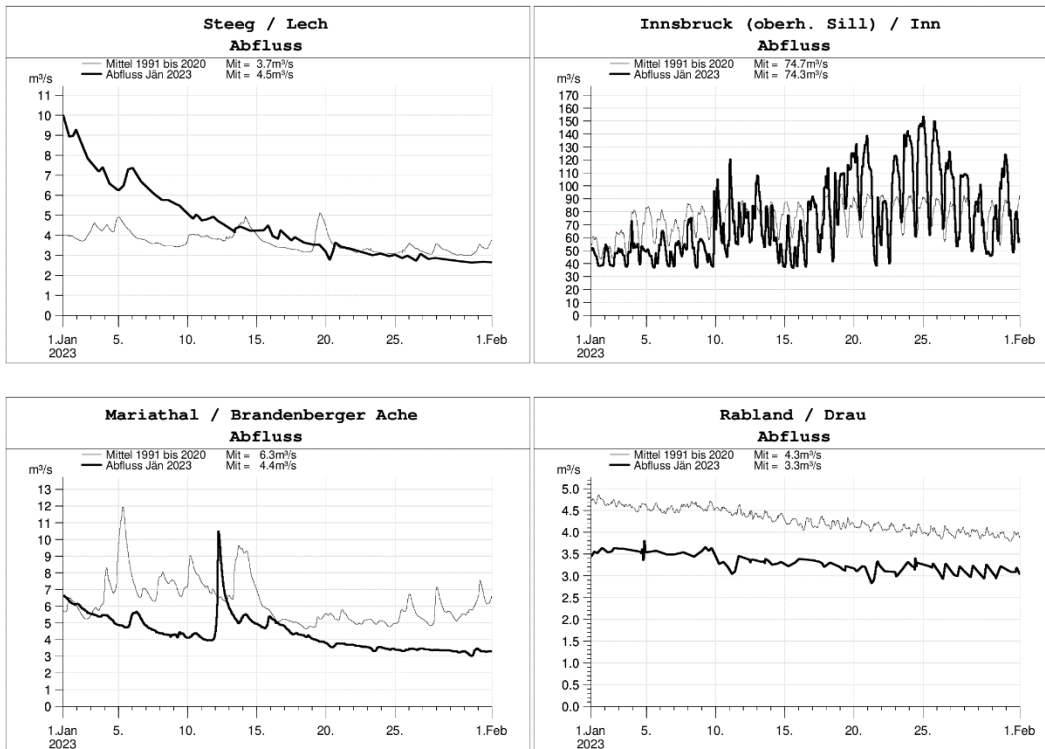 Steeg / Lech
Abfluss
Mittel 1991 bis 2020 Mit = 3.7m³/s
Abfluss Jän 2023 Mit = 4.5m³/s
m³/s
11
10
9
8
7
6
5
4
3
2
1
0
1.Jan 5. 10. 15. 20. 25. 1.Feb
2023
Innsbruck (oberh. Sill) / Inn
Abfluss
Mittel 1991 bis 2020 Mit = 74.7m³/s
Abfluss Jän 2023 Mit = 74.3m³/s
m³/s
170
160
150
140
130
120
110
100
90
80
70
60
50
40
30
20
10
0
1.Jan 5. 10. 15. 20. 25. 1.Feb
2023
Mariathal / Brandenberger Ache
Abfluss
Mittel 1991 bis 2020 Mit = 6.3m³/s
Abfluss Jän 2023 Mit = 4.4m³/s
m³/s
13
12
11
10
9
8
7
6
5
4
3
2
1
0
1.Jan 5. 10. 15. 20. 25. 1.Feb
2023
Rabland / Drau
Abfluss
Mittel 1991 bis 2020 Mit = 4.3m³/s
Abfluss Jän 2023 Mit = 3.3m³/s
m³/s
5.0
4.5
4.0
3.5
3.0
2.5
2.0
1.5
1.0
0.5
0.0
1.Jan 5. 10. 15. 20. 25. 1.Feb
2023